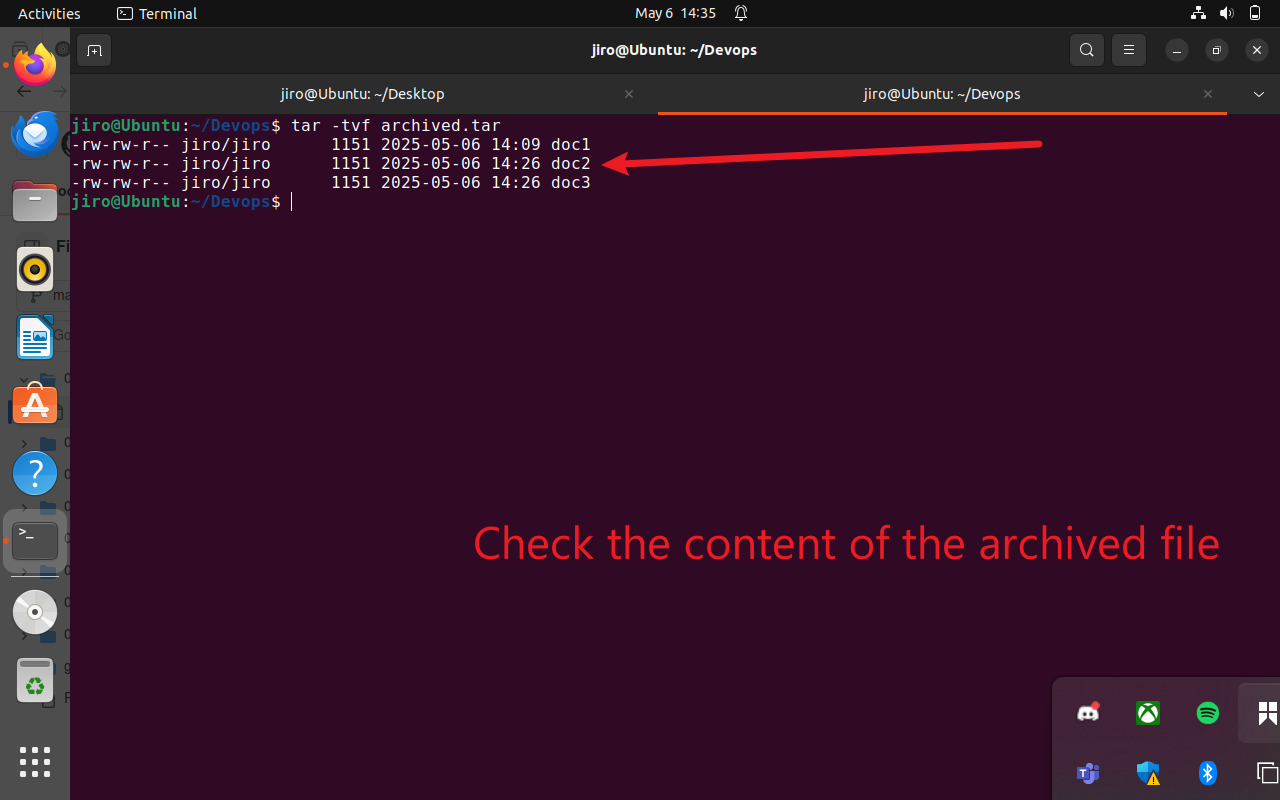 Activities
Terminal
May 6 14:35
jiro@Ubuntu: ~/Devops
jiro@Ubuntu: ~/Desktop
jiro@Ubuntu: ~/Devops
jiro@Ubuntu:~/Devops$ tar -tvf archived.tar
-rw-rw-r-- jiro/jiro      1151 2025-05-06 14:09 doc1
-rw-rw-r-- jiro/jiro      1151 2025-05-06 14:26 doc2
-rw-rw-r-- jiro/jiro      1151 2025-05-06 14:26 doc3
jiro@Ubuntu:~/Devops$
Check the content of the archived file